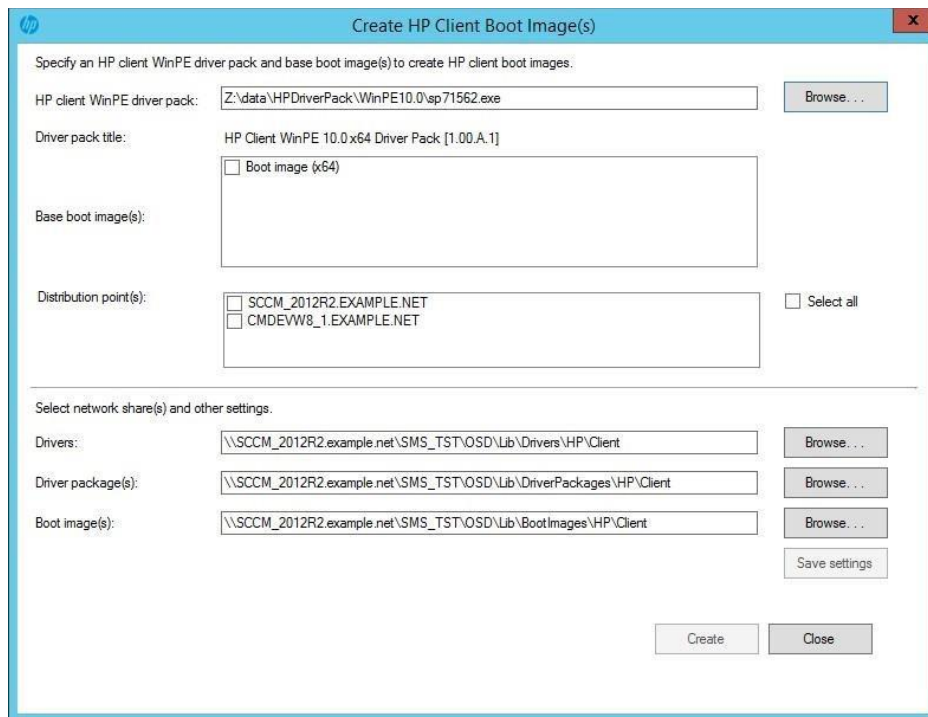 hp
Create HP Client Boot Image(s)
x
Specify an HP client WinPE driver pack and base boot image(s) to create HP client boot images.
HP client WinPE driver pack:
Z:\data\HPDriverPack\WinPE10.0\sp71562.exe
Browse. . .
Driver pack title:
HP Client WinPE 10.0 x64 Driver Pack [1.00.A.1]
Boot image (x64)
Base boot image(s):
Distribution point(s):
SCCM_2012R2.EXAMPLE.NET
Select all
CMDEVW8_1.EXAMPLE.NET
Select network share(s) and other settings.
Drivers:
\\SCCM_2012R2.example.net\SMS_TST\OSD\Lib\Drivers\HP\Client
Browse. . .
Driver package(s):
\\SCCM_2012R2.example.net\SMS_TST\OSD\Lib\DriverPackages\HP\Client
Browse. . .
Boot image(s):
\\SCCM_2012R2.example.net\SMS_TST\OSD\Lib\BootImages\HP\Client
Browse. . .
Save settings
Create
Close